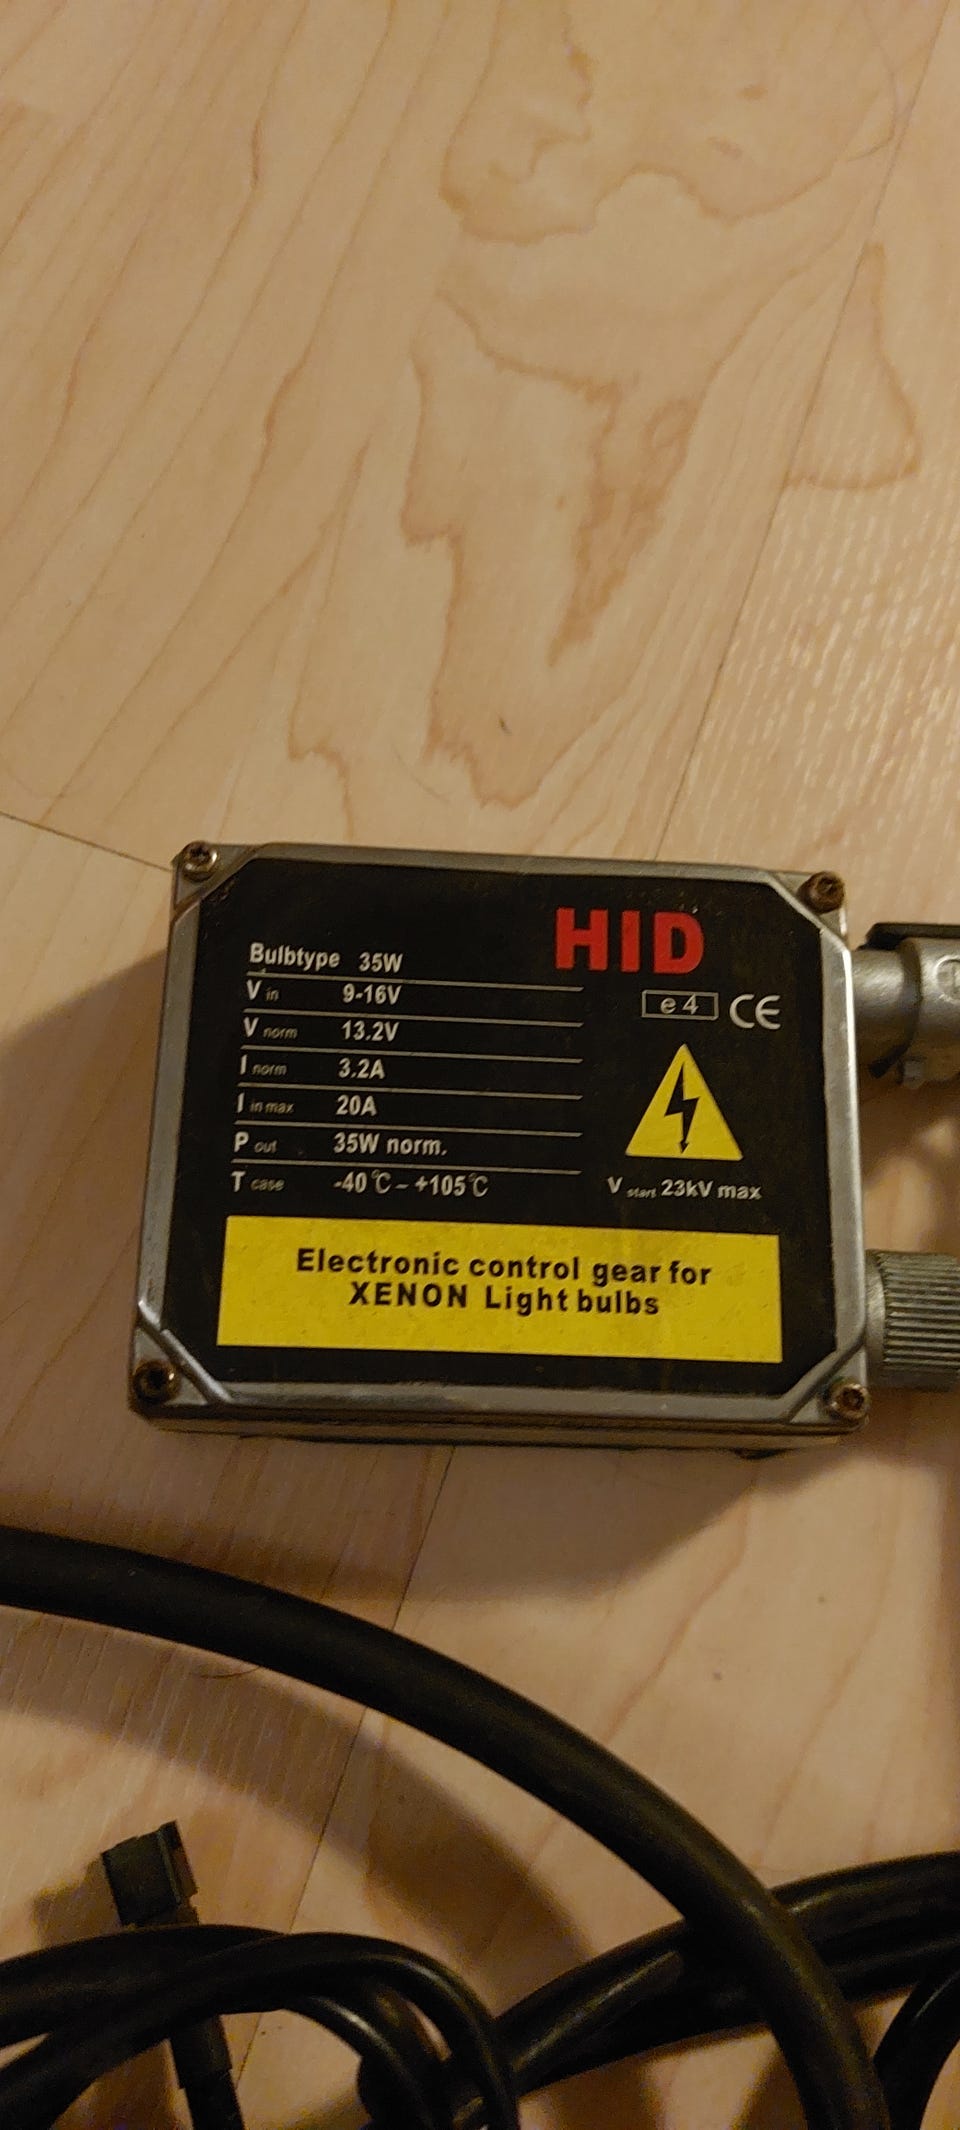 HID
Bulbtype 35W
V in 9-16V
V norm 13.2V
I norm 3.2A
I in max 20A
P out 35W norm.
T case -40℃ - +105℃
e4 CE
V start 23kV max
Electronic control gear for
XENON Light bulbs